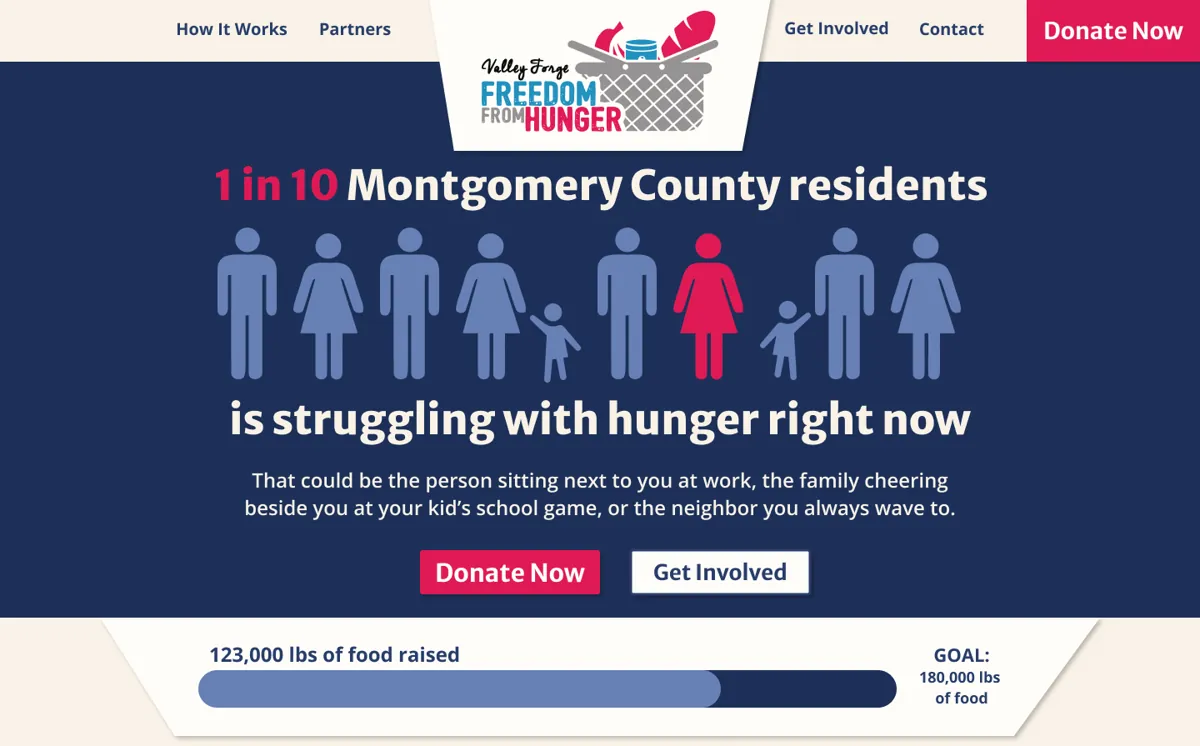 How It Works
Partners
Valley Forge
FREEDOM
FROM HUNGER
Get Involved
Contact
Donate Now
1 in 10 Montgomery County residents
is struggling with hunger right now
That could be the person sitting next to you at work, the family cheering
beside you at your kid’s school game, or the neighbor you always wave to.
Donate Now
Get Involved
123,000 lbs of food raised
GOAL:
180,000 lbs
of food